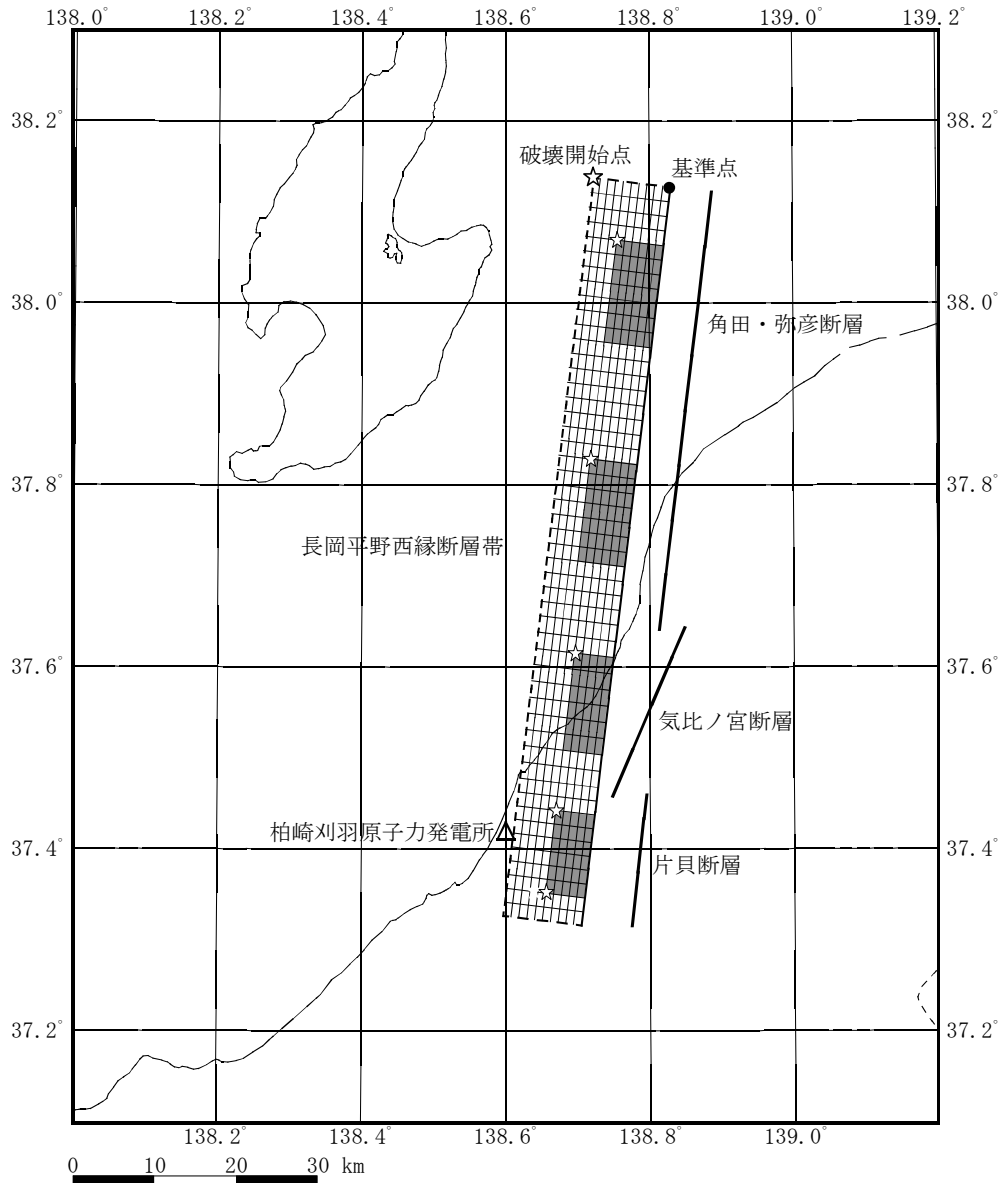 138.0° 138.2° 138.4° 138.6° 138.8° 139.0° 139.2°
38.2° 38.2°
破壊開始点
基準点
38.0° 38.0°
角田・弥彦断層
37.8° 37.8°
長岡平野西縁断層帯
37.6° 37.6°
気比ノ宮断層
柏崎刈羽原子力発電所
37.4° 37.4°
片貝断層
37.2° 37.2°
138.2° 138.4° 138.6° 138.8° 139.0°
0 10 20 30 km